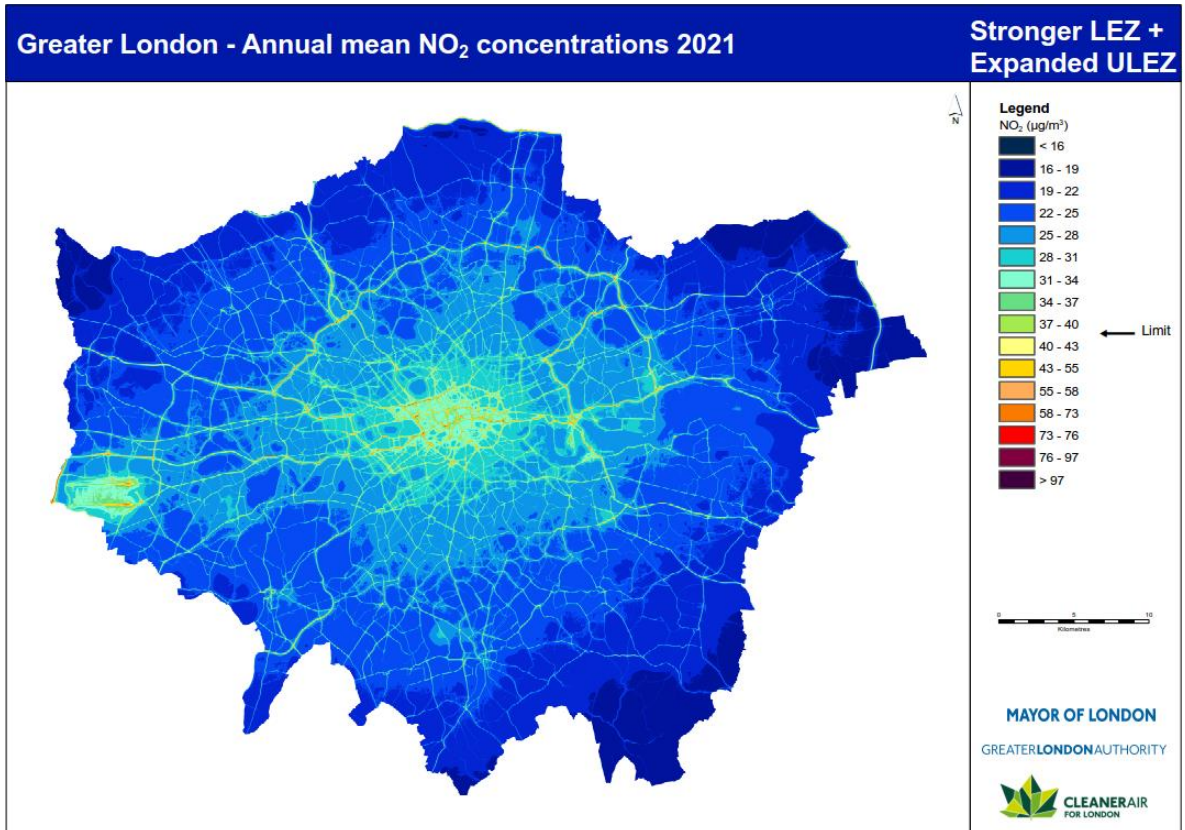 Greater London - Annual mean NO₂ concentrations 2021
Stronger LEZ +
Expanded ULEZ
N
Legend
NO₂ (µg/m³)
< 16
16 - 19
19 - 22
22 - 25
25 - 28
28 - 31
31 - 34
34 - 37
37 - 40
Limit
40 - 43
43 - 55
55 - 58
58 - 73
73 - 76
76 - 97
> 97
0 5 10
Kilometres
MAYOR OF LONDON
GREATERLONDONAUTHORITY
CLEANERAIR
FOR LONDON